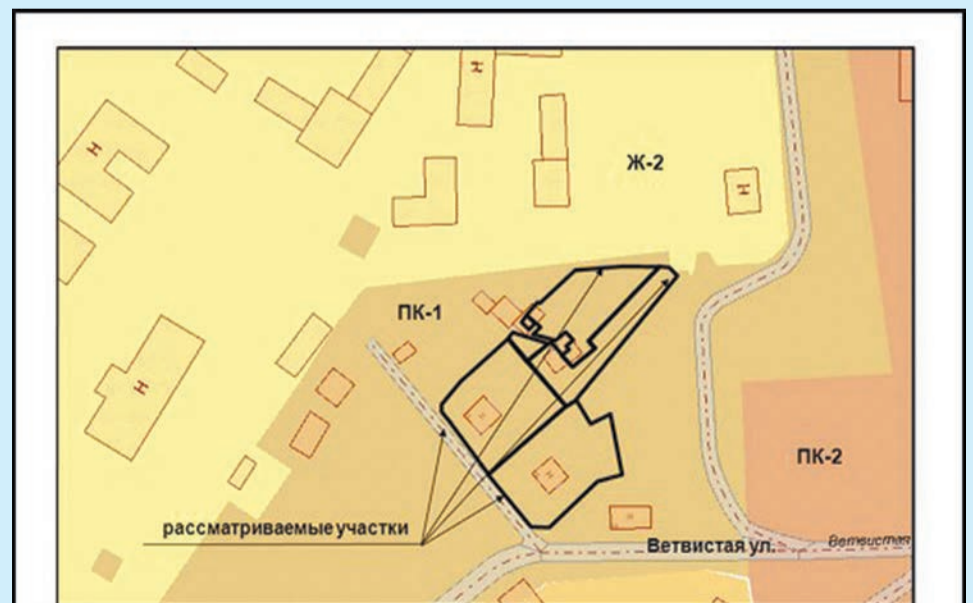 Н
Н
Ж-2
Н
ПК-1
Н
Н
ПК-2
Н
рассматриваемые участки
Н
Ветвистая ул.
Ветвистая